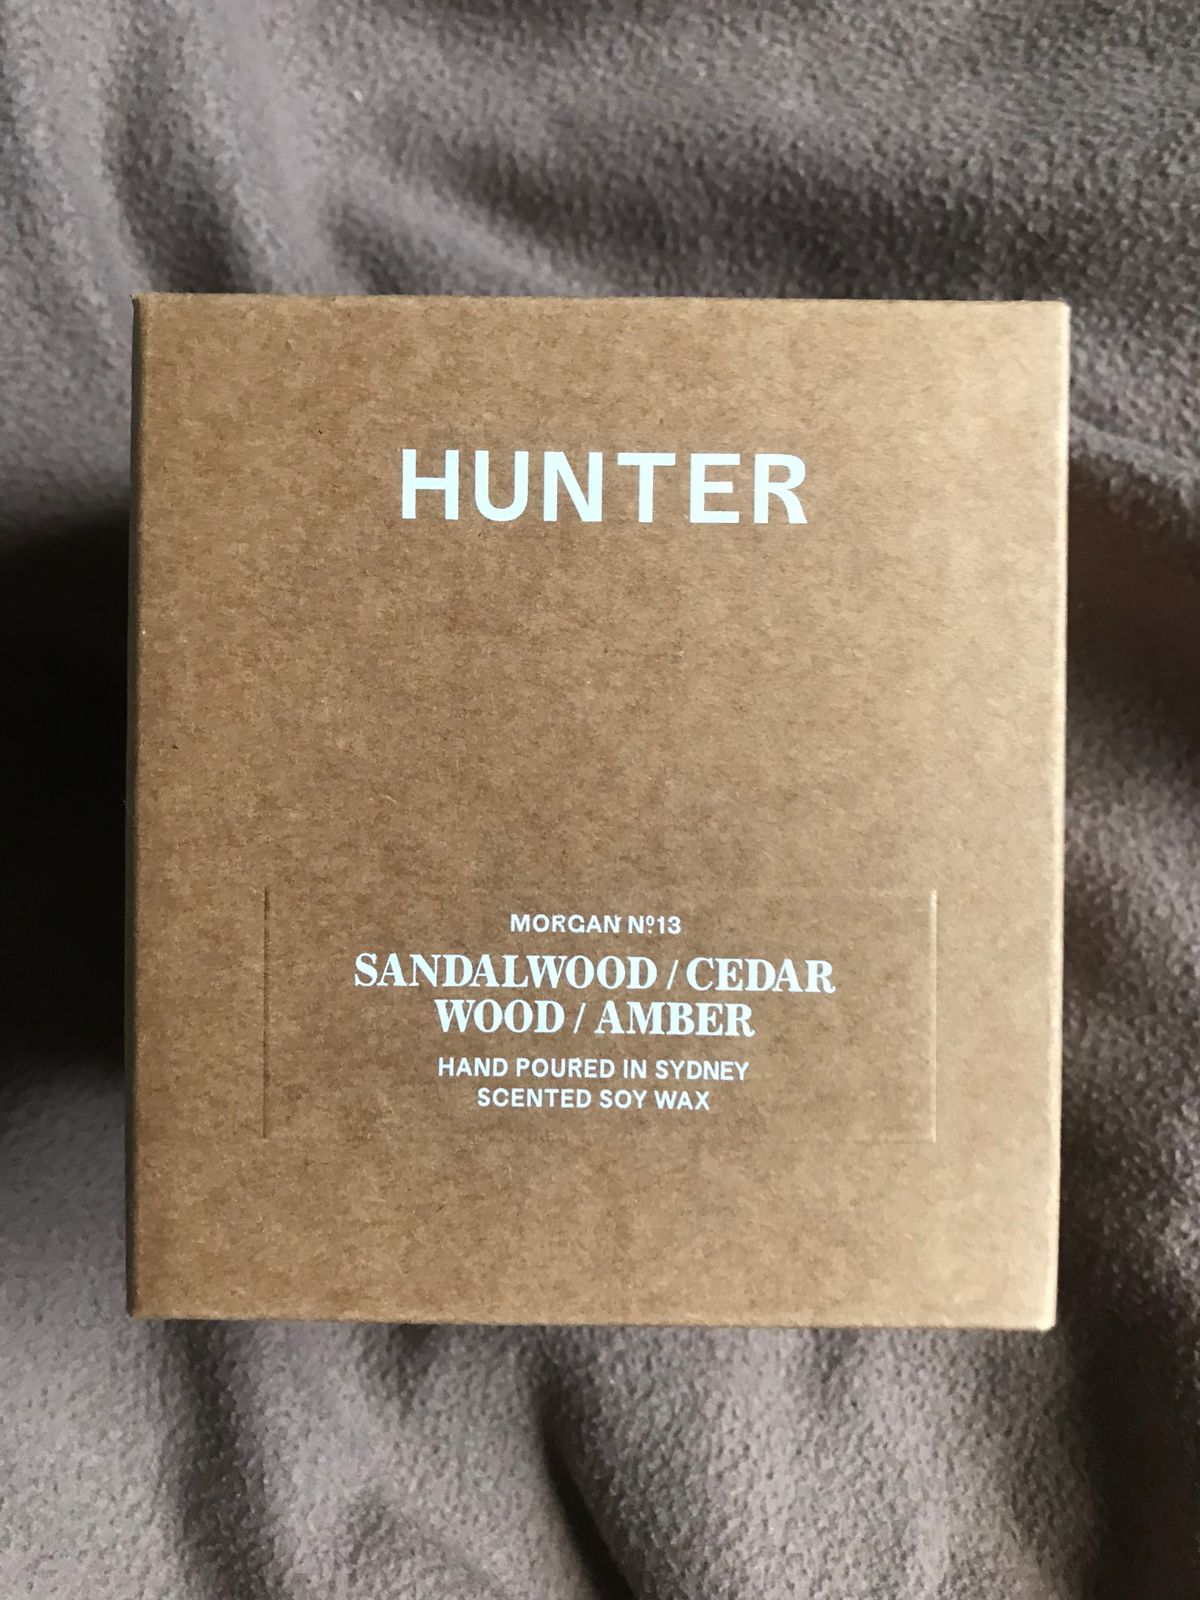 HUNTER
MORGAN Nº13
SANDALWOOD / CEDAR
WOOD / AMBER
HAND POURED IN SYDNEY
SCENTED SOY WAX